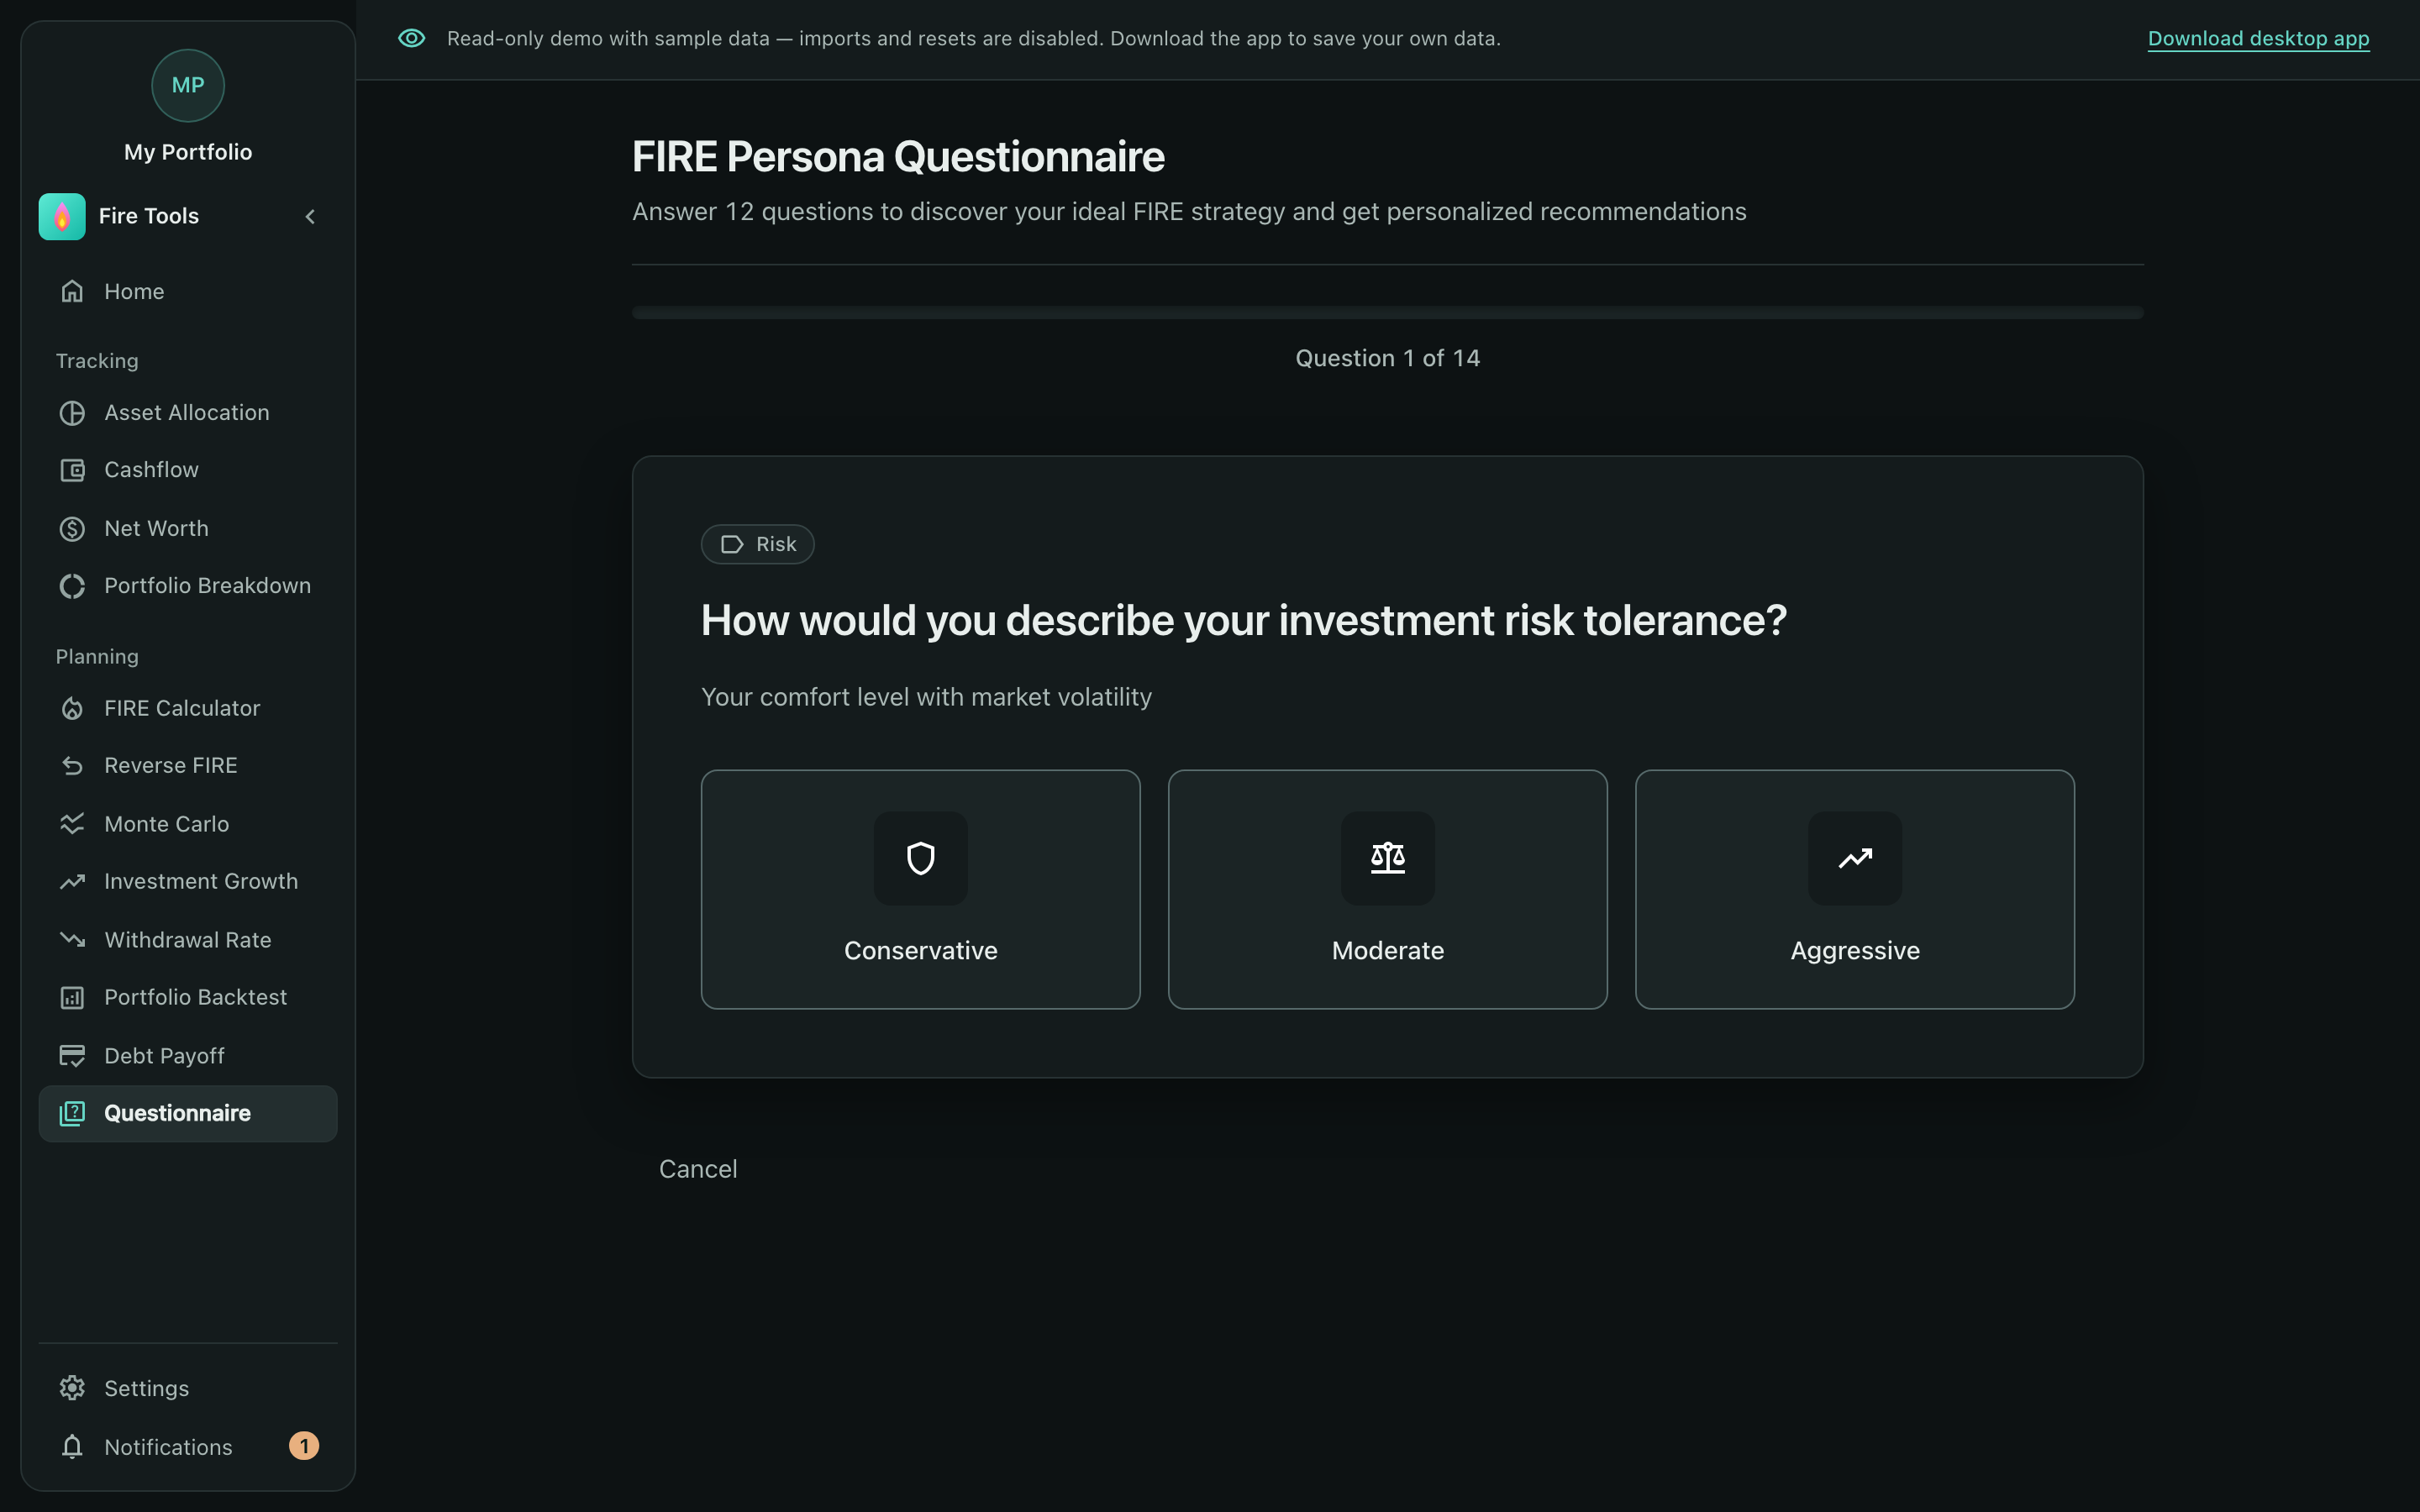 MP
My Portfolio
Fire Tools
Home
Tracking
Asset Allocation
Cashflow
Net Worth
Portfolio Breakdown
Planning
FIRE Calculator
Reverse FIRE
Monte Carlo
Investment Growth
Withdrawal Rate
Portfolio Backtest
Debt Payoff
Questionnaire
Settings
Notifications 1
Read-only demo with sample data — imports and resets are disabled. Download the app to save your own data.
Download desktop app
FIRE Persona Questionnaire
Answer 12 questions to discover your ideal FIRE strategy and get personalized recommendations
Question 1 of 14
Risk
How would you describe your investment risk tolerance?
Your comfort level with market volatility
Conservative
Moderate
Aggressive
Cancel